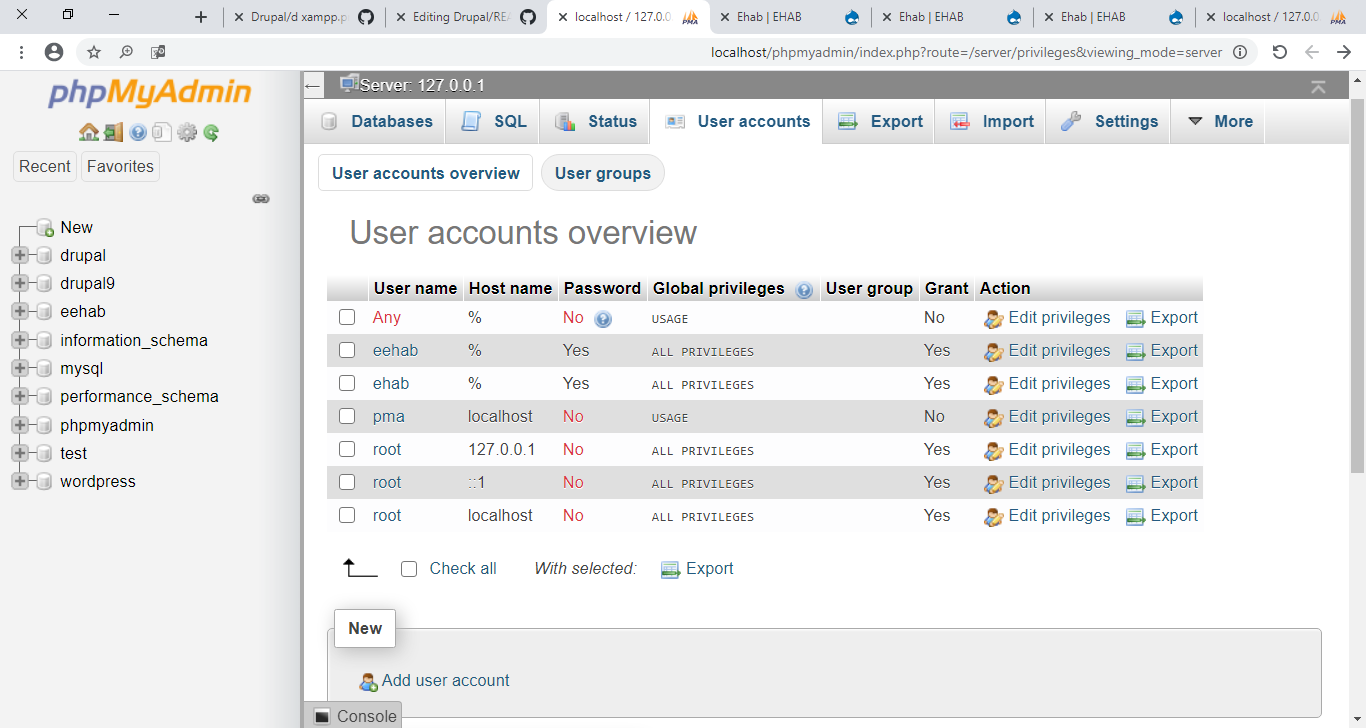 Drupal/d xampp.p
Editing Drupal/REA
localhost / 127.0.0.
PMA
Ehab | EHAB
Ehab | EHAB
Ehab | EHAB
localhost / 127.0.0.
PMA
localhost/phpmyadmin/index.php?route=/server/privileges&viewing_mode=server
phpMyAdmin
Recent
Favorites
New
drupal
drupal9
eehab
information_schema
mysql
performance_schema
phpmyadmin
test
wordpress
Server: 127.0.0.1
Databases SQL Status User accounts Export Import Settings More
User accounts overview User groups
User accounts overview
User name Host name Password Global privileges User group Grant Action
Any % No USAGE No Edit privileges Export
eehab % Yes ALL PRIVILEGES Yes Edit privileges Export
ehab % Yes ALL PRIVILEGES Yes Edit privileges Export
pma localhost No USAGE No Edit privileges Export
root 127.0.0.1 No ALL PRIVILEGES Yes Edit privileges Export
root ::1 No ALL PRIVILEGES Yes Edit privileges Export
root localhost No ALL PRIVILEGES Yes Edit privileges Export
Check all With selected: Export
New
Add user account
Console